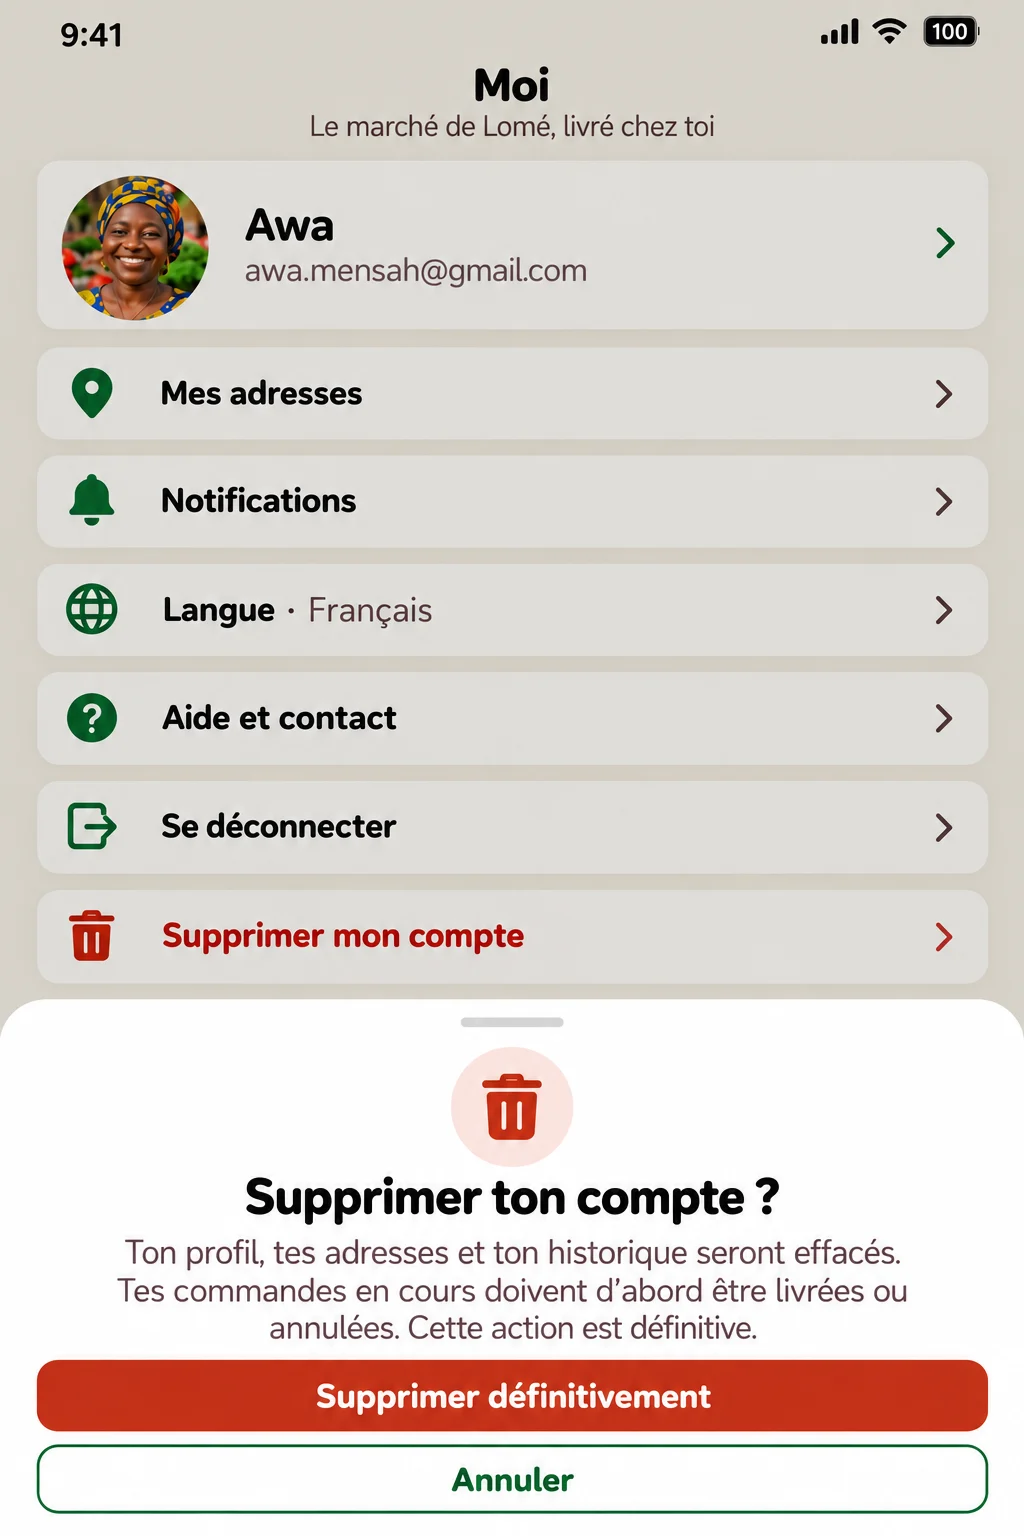 9:41
100
Moi
Le marché de Lomé, livré chez toi
Awa
awa.mensah@gmail.com
Mes adresses
Notifications
Langue · Français
Aide et contact
Se déconnecter
Supprimer mon compte
Supprimer ton compte ?
Ton profil, tes adresses et ton historique seront effacés.
Tes commandes en cours doivent d’abord être livrées ou
annulées. Cette action est définitive.
Supprimer définitivement
Annuler